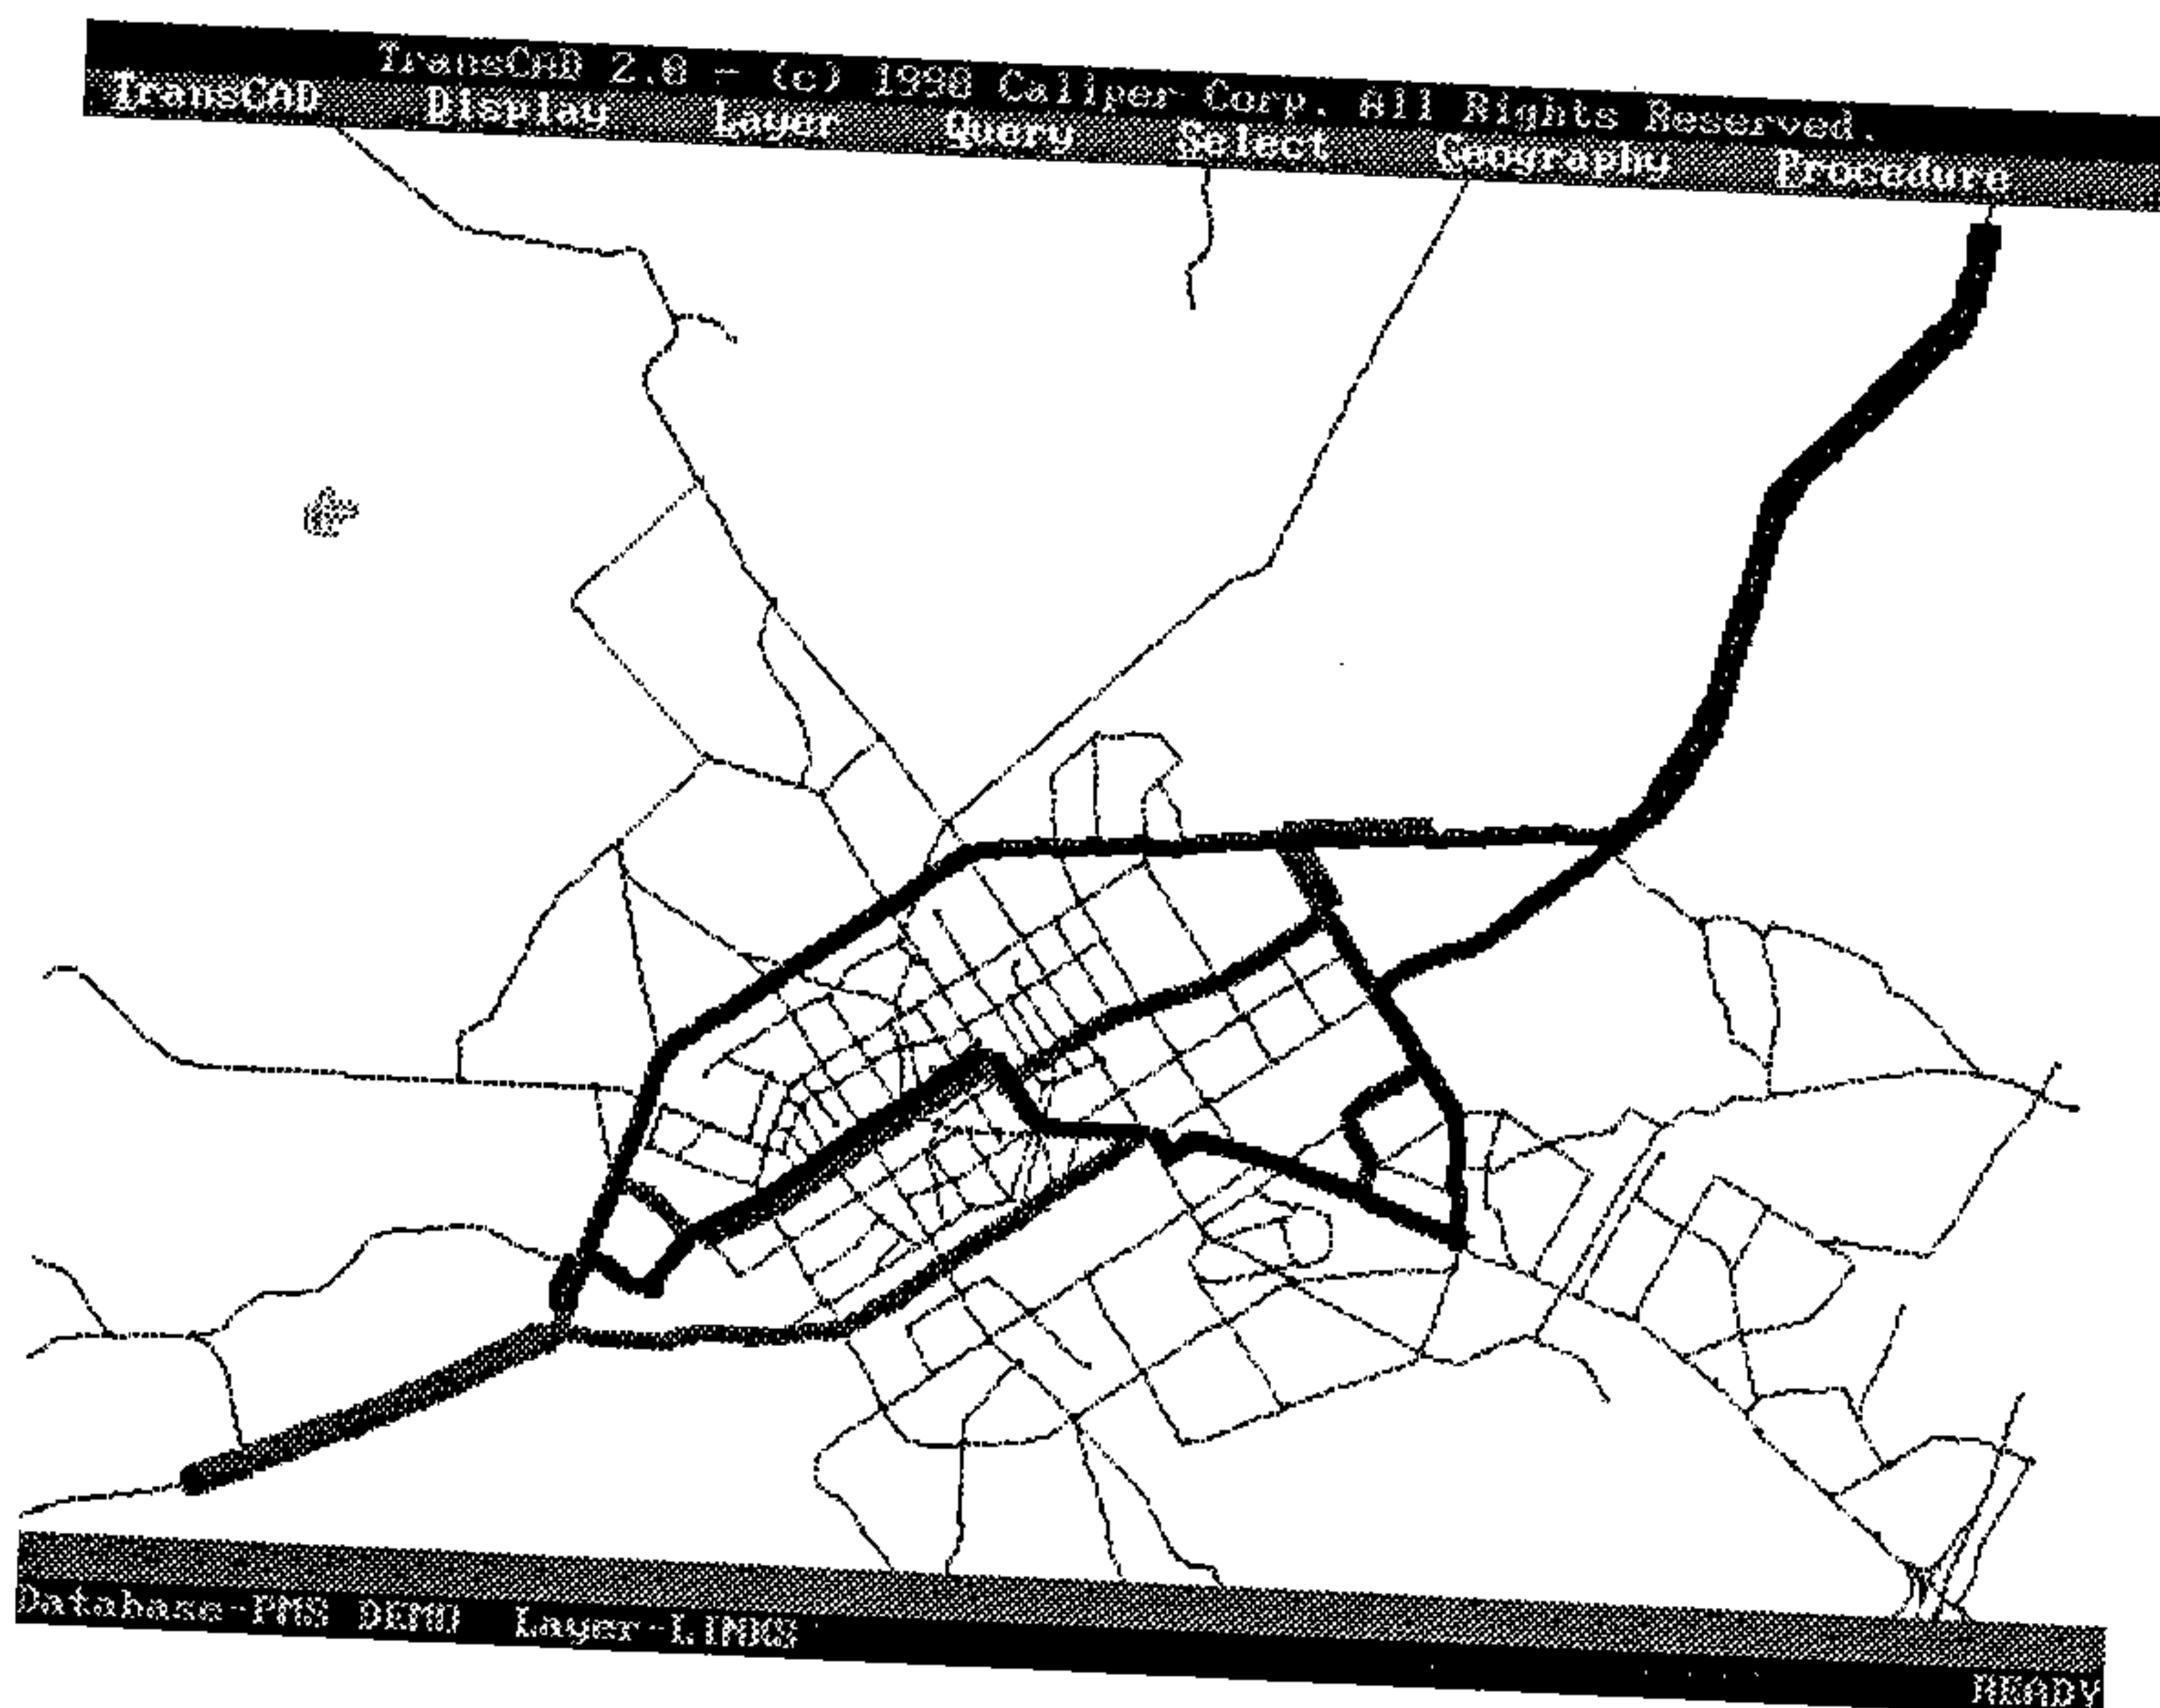 TransCAD 2.0 - (c) 1990 Caliper Corp. All Rights Reserved.
TransCAD Display Layer Query Select Geography Procedure
Database-PMS DEMO Layer-LINKS
READY